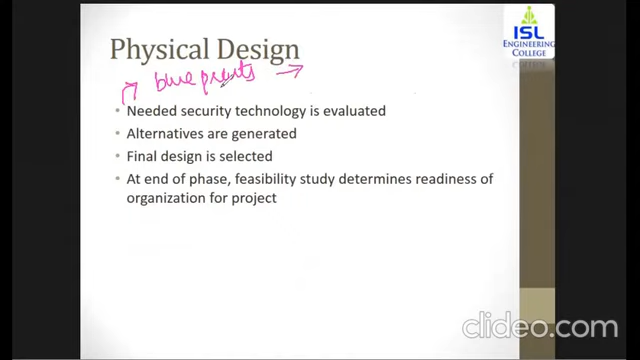 Physical Design
ISL
ENGINEERING
COLLEGE
blue prints
• Needed security technology is evaluated
• Alternatives are generated
• Final design is selected
• At end of phase, feasibility study determines readiness of
organization for project
clideo.com